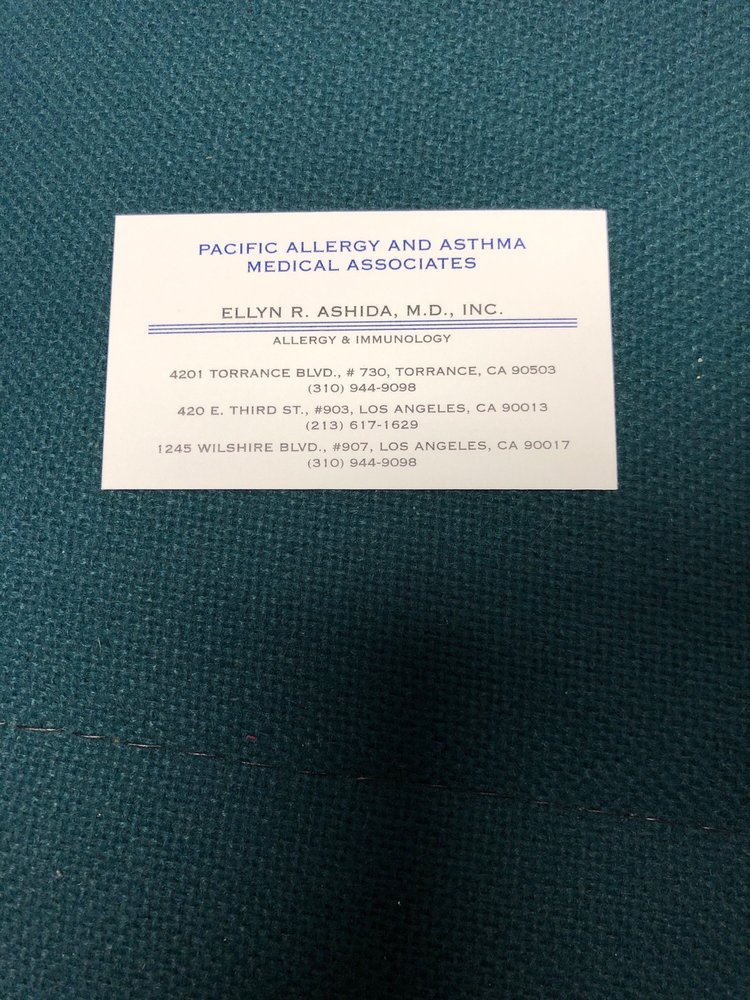 PACIFIC ALLERGY AND ASTHMA
MEDICAL ASSOCIATES
ELLYN R. ASHIDA, M.D., INC.
ALLERGY & IMMUNOLOGY
4201 TORRANCE BLVD., # 730, TORRANCE, CA 90503
(310) 944-9098
420 E. THIRD ST., #903, LOS ANGELES, CA 90013
(213) 617-1629
1245 WILSHIRE BLVD., #907, LOS ANGELES, CA 90017
(310) 944-9098